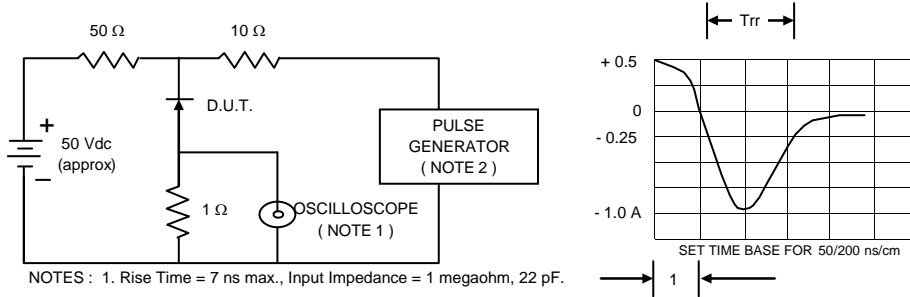 50 Ω
10 Ω
D.U.T.
+
50 Vdc
(approx)
−
1 Ω
PULSE
GENERATOR
( NOTE 2 )
OSCILLOSCOPE
( NOTE 1 )
NOTES : 1. Rise Time = 7 ns max., Input Impedance = 1 megaohm, 22 pF.
Trr
+ 0.5
0
- 0.25
- 1.0 A
SET TIME BASE FOR 50/200 ns/cm
1